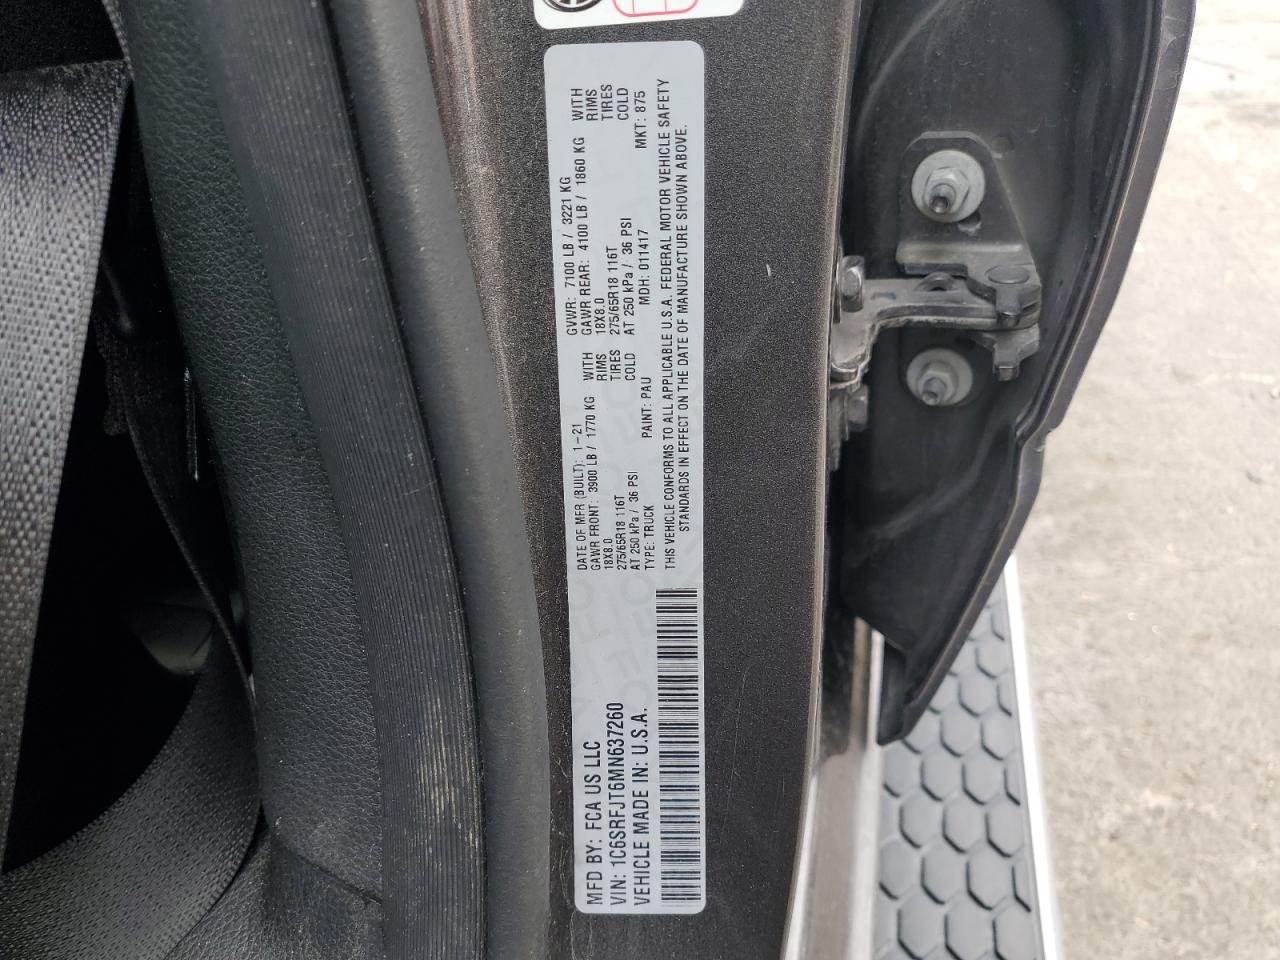 MFD BY: FCA US LLC
VIN: 1C6SRFJT6MN637260
VEHICLE MADE IN: U.S.A.
DATE OF MFR (BUILT): 1-21
GAWR FRONT: 3900 LB / 1770 KG WITH
18X8.0 RIMS
275/65R18 116T TIRES
AT 250 kPa / 36 PSI COLD
TYPE: TRUCK PAINT: PAU
GVWR: 7100 LB / 3221 KG
GAWR REAR: 4100 LB / 1860 KG WITH
18X8.0 RIMS
275/65R18 116T TIRES
AT 250 kPa / 36 PSI COLD
MDH: 011417 MKT: 875
THIS VEHICLE CONFORMS TO ALL APPLICABLE U.S.A. FEDERAL MOTOR VEHICLE SAFETY
STANDARDS IN EFFECT ON THE DATE OF MANUFACTURE SHOWN ABOVE.